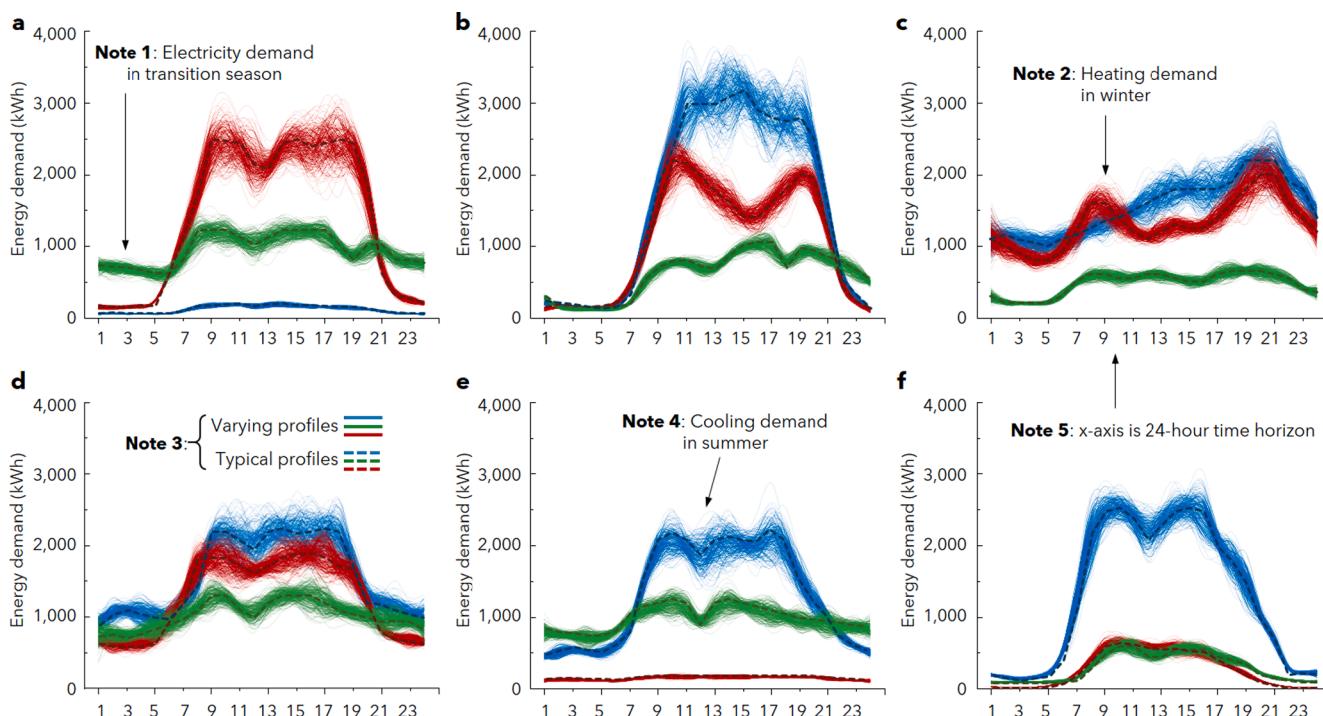 a
b
c
4,000
3,000
2,000
1,000
0
Energy demand (kWh)
Note 1: Electricity demand
in transition season
1 3 5 7 9 11 13 15 17 19 21 23
4,000
3,000
2,000
1,000
0
Energy demand (kWh)
1 3 5 7 9 11 13 15 17 19 21 23
4,000
3,000
2,000
1,000
0
Energy demand (kWh)
Note 2: Heating demand
in winter
1 3 5 7 9 11 13 15 17 19 21 23
d
e
f
4,000
3,000
2,000
1,000
0
Energy demand (kWh)
Note 3:
Varying profiles
Typical profiles
1 3 5 7 9 11 13 15 17 19 21 23
4,000
3,000
2,000
1,000
0
Energy demand (kWh)
Note 4: Cooling demand
in summer
1 3 5 7 9 11 13 15 17 19 21 23
4,000
3,000
2,000
1,000
0
Energy demand (kWh)
Note 5: x-axis is 24-hour time horizon
1 3 5 7 9 11 13 15 17 19 21 23